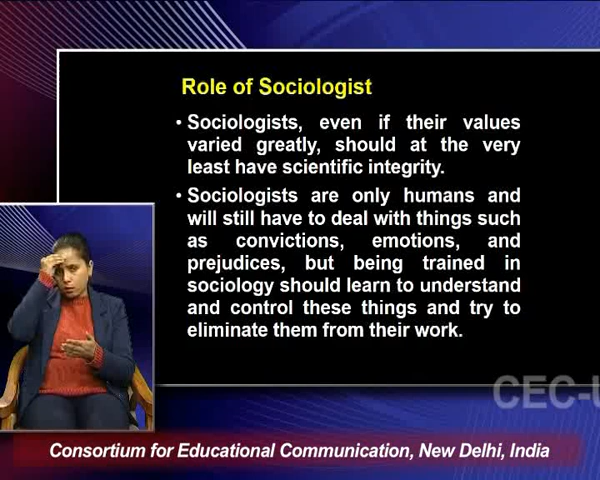 Role of Sociologist
• Sociologists, even if their values
varied greatly, should at the very
least have scientific integrity.
• Sociologists are only humans and
will still have to deal with things such
as convictions, emotions, and
prejudices, but being trained in
sociology should learn to understand
and control these things and try to
eliminate them from their work.
CEC-U
Consortium for Educational Communication, New Delhi, India